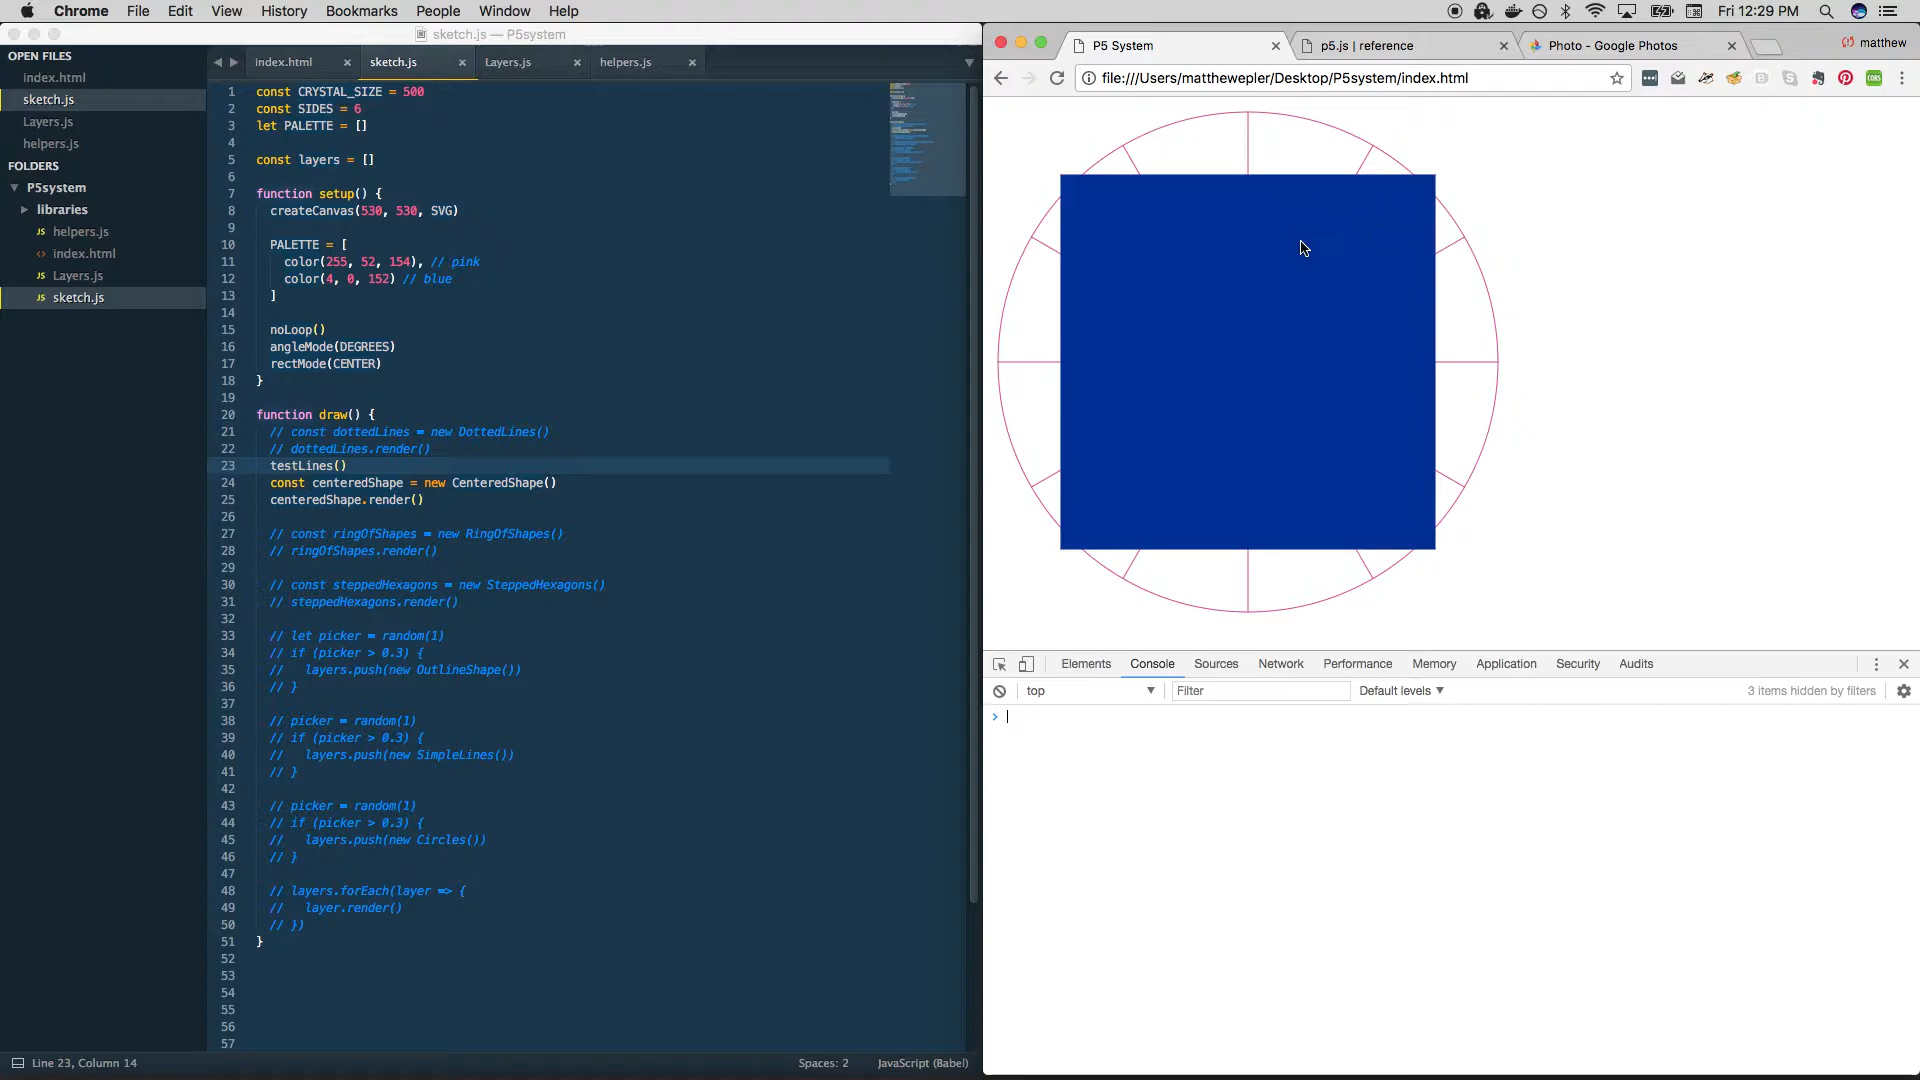 Chrome File Edit View History Bookmarks People Window Help Fri 12:29 PM
sketch.js — P5system
OPEN FILES
index.html
sketch.js
Layers.js
helpers.js
FOLDERS
P5system
libraries
JS helpers.js
<> index.html
JS Layers.js
JS sketch.js
index.html sketch.js Layers.js helpers.js
1 const CRYSTAL_SIZE = 500
2 const SIDES = 6
3 let PALETTE = []
4
5 const layers = []
6
7 function setup() {
8 createCanvas(530, 530, SVG)
9
10 PALETTE = [
11 color(255, 52, 154), // pink
12 color(4, 0, 152) // blue
13 ]
14
15 noLoop()
16 angleMode(DEGREES)
17 rectMode(CENTER)
18 }
19
20 function draw() {
21 // const dottedLines = new DottedLines()
22 // dottedLines.render()
23 testLines()
24 const centeredShape = new CenteredShape()
25 centeredShape.render()
26
27 // const ringOfShapes = new RingOfShapes()
28 // ringOfShapes.render()
29
30 // const steppedHexagons = new SteppedHexagons()
31 // steppedHexagons.render()
32
33 // let picker = random(1)
34 // if (picker > 0.3) {
35 // layers.push(new OutlineShape())
36 // }
37
38 // picker = random(1)
39 // if (picker > 0.3) {
40 // layers.push(new SimpleLines())
41 // }
42
43 // picker = random(1)
44 // if (picker > 0.3) {
45 // layers.push(new Circles())
46 // }
47
48 // layers.forEach(layer => {
49 // layer.render()
50 // })
51 }
52
53
54
55
56
57
Line 23, Column 14 Spaces: 2 JavaScript (Babel)
P5 System p5.js | reference Photo - Google Photos matthew
file:///Users/matthewepler/Desktop/P5system/index.html
Elements Console Sources Network Performance Memory Application Security Audits
top Filter Default levels 3 items hidden by filters